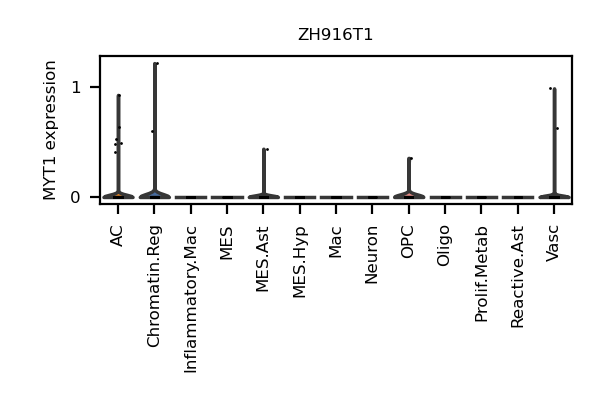 ZH916T1
MYT1 expression
1
0
AC
Chromatin.Reg
Inflammatory.Mac
MES
MES.Ast
MES.Hyp
Mac
Neuron
OPC
Oligo
Prolif.Metab
Reactive.Ast
Vasc